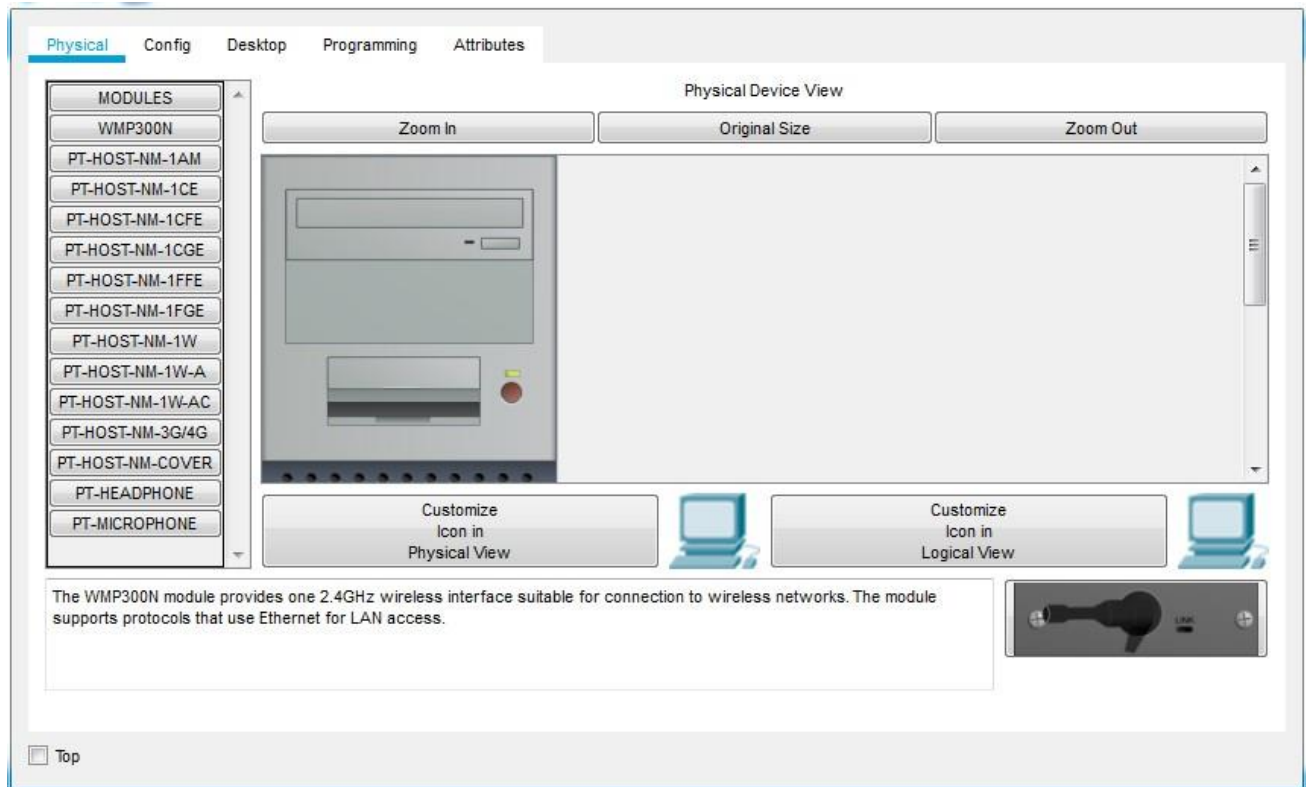 Physical Config Desktop Programming Attributes
MODULES
WMP300N
PT-HOST-NM-1AM
PT-HOST-NM-1CE
PT-HOST-NM-1CFE
PT-HOST-NM-1CGE
PT-HOST-NM-1FFE
PT-HOST-NM-1FGE
PT-HOST-NM-1W
PT-HOST-NM-1W-A
PT-HOST-NM-1W-AC
PT-HOST-NM-3G/4G
PT-HOST-NM-COVER
PT-HEADPHONE
PT-MICROPHONE
Physical Device View
Zoom In Original Size Zoom Out
Customize
Icon in
Physical View
Customize
Icon in
Logical View
The WMP300N module provides one 2.4GHz wireless interface suitable for connection to wireless networks. The module
supports protocols that use Ethernet for LAN access.
LINK
Top